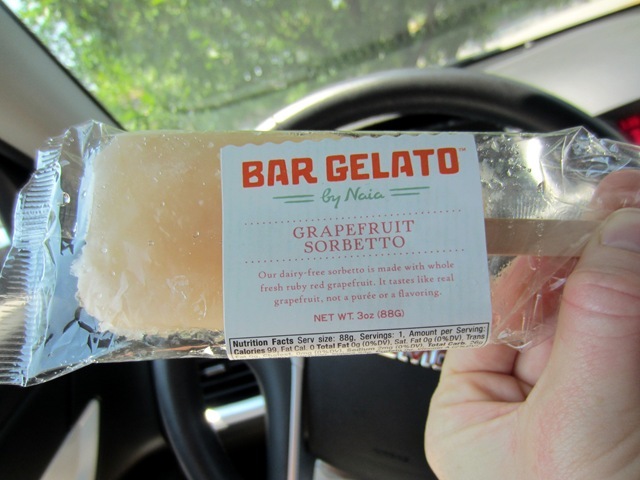 BAR GELATO™
by Naia
GRAPEFRUIT
SORBETTO
Our dairy-free sorbetto is made with whole
fresh ruby red grapefruit. It tastes like real
grapefruit, not a purée or a flavoring.
NET WT. 3oz (88G)
Nutrition Facts Serv size: 88g, Servings: 1, Amount per Serving:
Calories 99, Fat Cal. 0 Total Fat 0g (0%DV), Sat. Fat 0g (0%DV), Trans